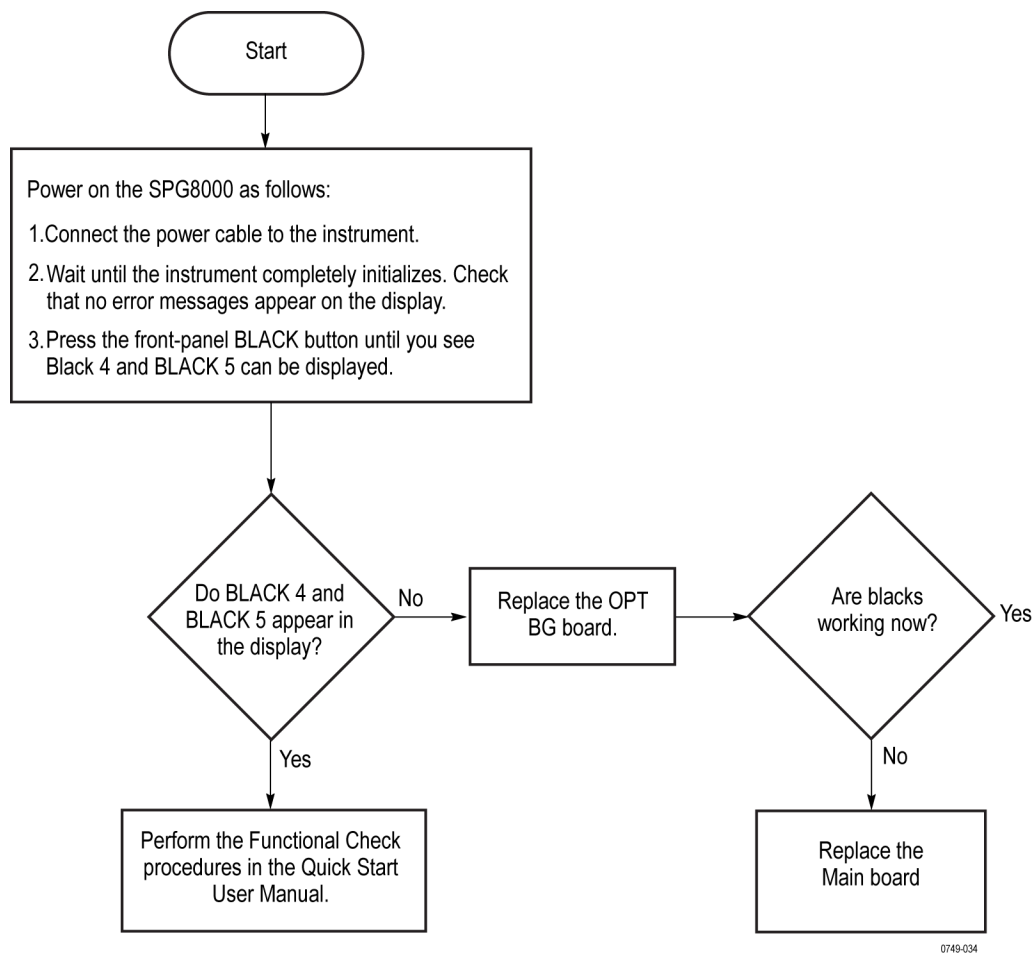 Start
Power on the SPG8000 as follows:
1.Connect the power cable to the instrument.
2.Wait until the instrument completely initializes. Check
that no error messages appear on the display.
3.Press the front-panel BLACK button until you see
Black 4 and BLACK 5 can be displayed.
Do BLACK 4 and
BLACK 5 appear in
the display?
No
Replace the OPT
BG board.
Are blacks
working now?
Yes
Yes
No
Perform the Functional Check
procedures in the Quick Start
User Manual.
Replace the
Main board
0749-034